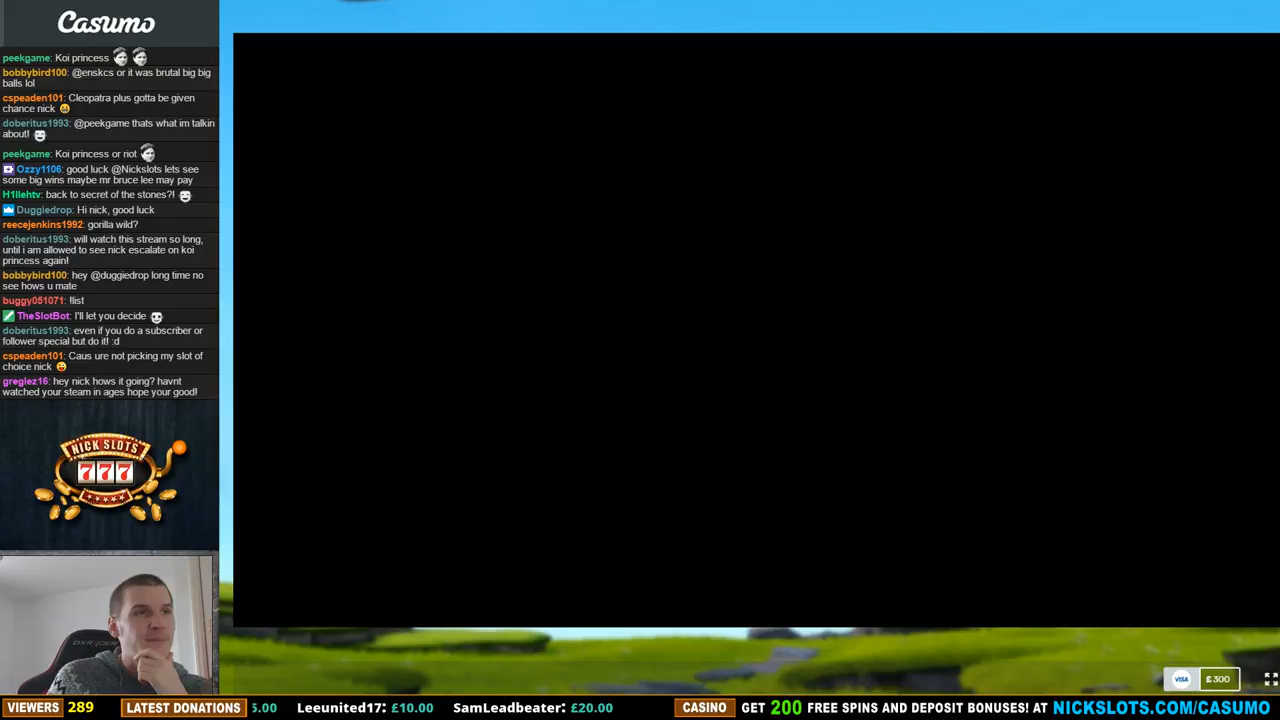 Casumo
peekgame: Koi princess
bobbybird100: @enskcs or it was brutal big big
balls lol
cspeaden101: Cleopatra plus gotta be given
chance nick
doberitus1993: @peekgame thats what im talkin
about!
peekgame: Koi princess or riot
Ozzy1106: good luck @Nickslots lets see
some big wins maybe mr bruce lee may pay
H1llehtv: back to secret of the stones?!
Duggiedrop: Hi nick, good luck
reecejenkins1992: gorilla wild?
doberitus1993: will watch this stream so long,
until i am allowed to see nick escalate on koi
princess again!
bobbybird100: hey @duggiedrop long time no
see hows u mate
buggy051071: !list
TheSlotBot: I'll let you decide
doberitus1993: even if you do a subscriber or
follower special but do it! :d
cspeaden101: Caus ure not picking my slot of
choice nick
gregiez16: hey nick hows it going? havnt
watched your steam in ages hope your good!
NICK SLOTS
777
DXRACER
VISA £300
VIEWERS 289 LATEST DONATIONS 5.00 Leeunited17: £10.00 SamLeadbeater: £20.00 CASINO GET 200 FREE SPINS AND DEPOSIT BONUSES! AT NICKSLOTS.COM/CASUMO